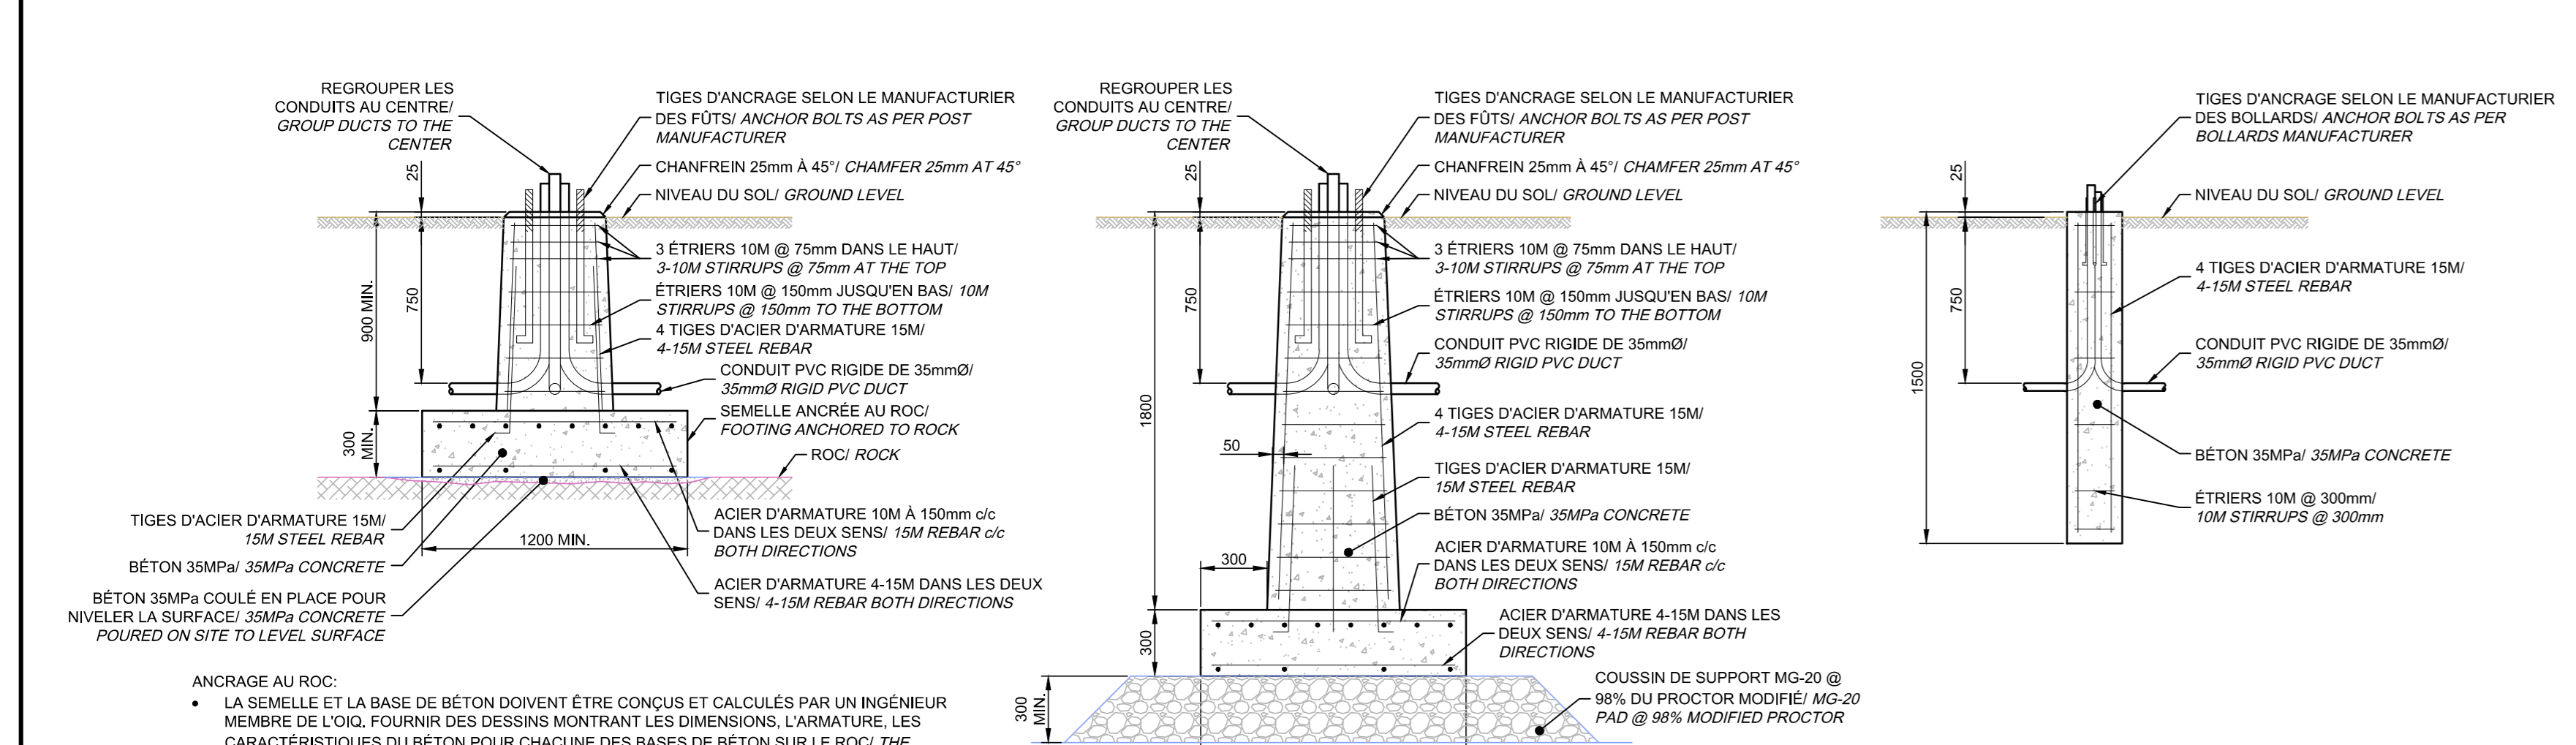 REGROUPER LES
CONDUITS AU CENTRE/
GROUP DUCTS TO THE
CENTER
TIGES D'ANCRAGE SELON LE MANUFACTURIER
DES FÛTS/ ANCHOR BOLTS AS PER POST
MANUFACTURER
CHANFREIN 25mm À 45°/ CHAMFER 25mm AT 45°
NIVEAU DU SOL/ GROUND LEVEL
25
900 MIN.
750
3 ÉTRIERS 10M @ 75mm DANS LE HAUT/
3-10M STIRRUPS @ 75mm AT THE TOP
ÉTRIERS 10M @ 150mm JUSQU'EN BAS/ 10M
STIRRUPS @ 150mm TO THE BOTTOM
4 TIGES D'ACIER D'ARMATURE 15M/
4-15M STEEL REBAR
CONDUIT PVC RIGIDE DE 35mmØ/
35mmØ RIGID PVC DUCT
SEMELLE ANCRÉE AU ROC/
FOOTING ANCHORED TO ROCK
ROC/ ROCK
300
MIN.
TIGES D'ACIER D'ARMATURE 15M/
15M STEEL REBAR
1200 MIN.
BÉTON 35MPa/ 35MPa CONCRETE
BÉTON 35MPa COULÉ EN PLACE POUR
NIVELER LA SURFACE/ 35MPa CONCRETE
POURED ON SITE TO LEVEL SURFACE
ACIER D'ARMATURE 10M À 150mm c/c
DANS LES DEUX SENS/ 15M REBAR c/c
BOTH DIRECTIONS
ACIER D'ARMATURE 4-15M DANS LES DEUX
SENS/ 4-15M REBAR BOTH DIRECTIONS
ANCRAGE AU ROC:
• LA SEMELLE ET LA BASE DE BÉTON DOIVENT ÊTRE CONÇUS ET CALCULÉS PAR UN INGÉNIEUR
MEMBRE DE L'OIQ. FOURNIR DES DESSINS MONTRANT LES DIMENSIONS, L'ARMATURE, LES
CARACTÉRISTIQUES DU BÉTON POUR CHACUNE DES BASES DE BÉTON SUR LE ROC/ THE
REGROUPER LES
CONDUITS AU CENTRE/
GROUP DUCTS TO THE
CENTER
TIGES D'ANCRAGE SELON LE MANUFACTURIER
DES FÛTS/ ANCHOR BOLTS AS PER POST
MANUFACTURER
CHANFREIN 25mm À 45°/ CHAMFER 25mm AT 45°
NIVEAU DU SOL/ GROUND LEVEL
25
750
1800
3 ÉTRIERS 10M @ 75mm DANS LE HAUT/
3-10M STIRRUPS @ 75mm AT THE TOP
ÉTRIERS 10M @ 150mm JUSQU'EN BAS/ 10M
STIRRUPS @ 150mm TO THE BOTTOM
CONDUIT PVC RIGIDE DE 35mmØ/
35mmØ RIGID PVC DUCT
4 TIGES D'ACIER D'ARMATURE 15M/
4-15M STEEL REBAR
50
TIGES D'ACIER D'ARMATURE 15M/
15M STEEL REBAR
BÉTON 35MPa/ 35MPa CONCRETE
300
ACIER D'ARMATURE 10M À 150mm c/c
DANS LES DEUX SENS/ 15M REBAR c/c
BOTH DIRECTIONS
300
ACIER D'ARMATURE 4-15M DANS LES
DEUX SENS/ 4-15M REBAR BOTH
DIRECTIONS
300
MIN.
COUSSIN DE SUPPORT MG-20 @
98% DU PROCTOR MODIFIÉ/ MG-20
PAD @ 98% MODIFIED PROCTOR
TIGES D'ANCRAGE SELON LE MANUFACTURIER
DES BOLLARDS/ ANCHOR BOLTS AS PER
BOLLARDS MANUFACTURER
25
NIVEAU DU SOL/ GROUND LEVEL
750
1500
4 TIGES D'ACIER D'ARMATURE 15M/
4-15M STEEL REBAR
CONDUIT PVC RIGIDE DE 35mmØ/
35mmØ RIGID PVC DUCT
BÉTON 35MPa/ 35MPa CONCRETE
ÉTRIERS 10M @ 300mm/
10M STIRRUPS @ 300mm